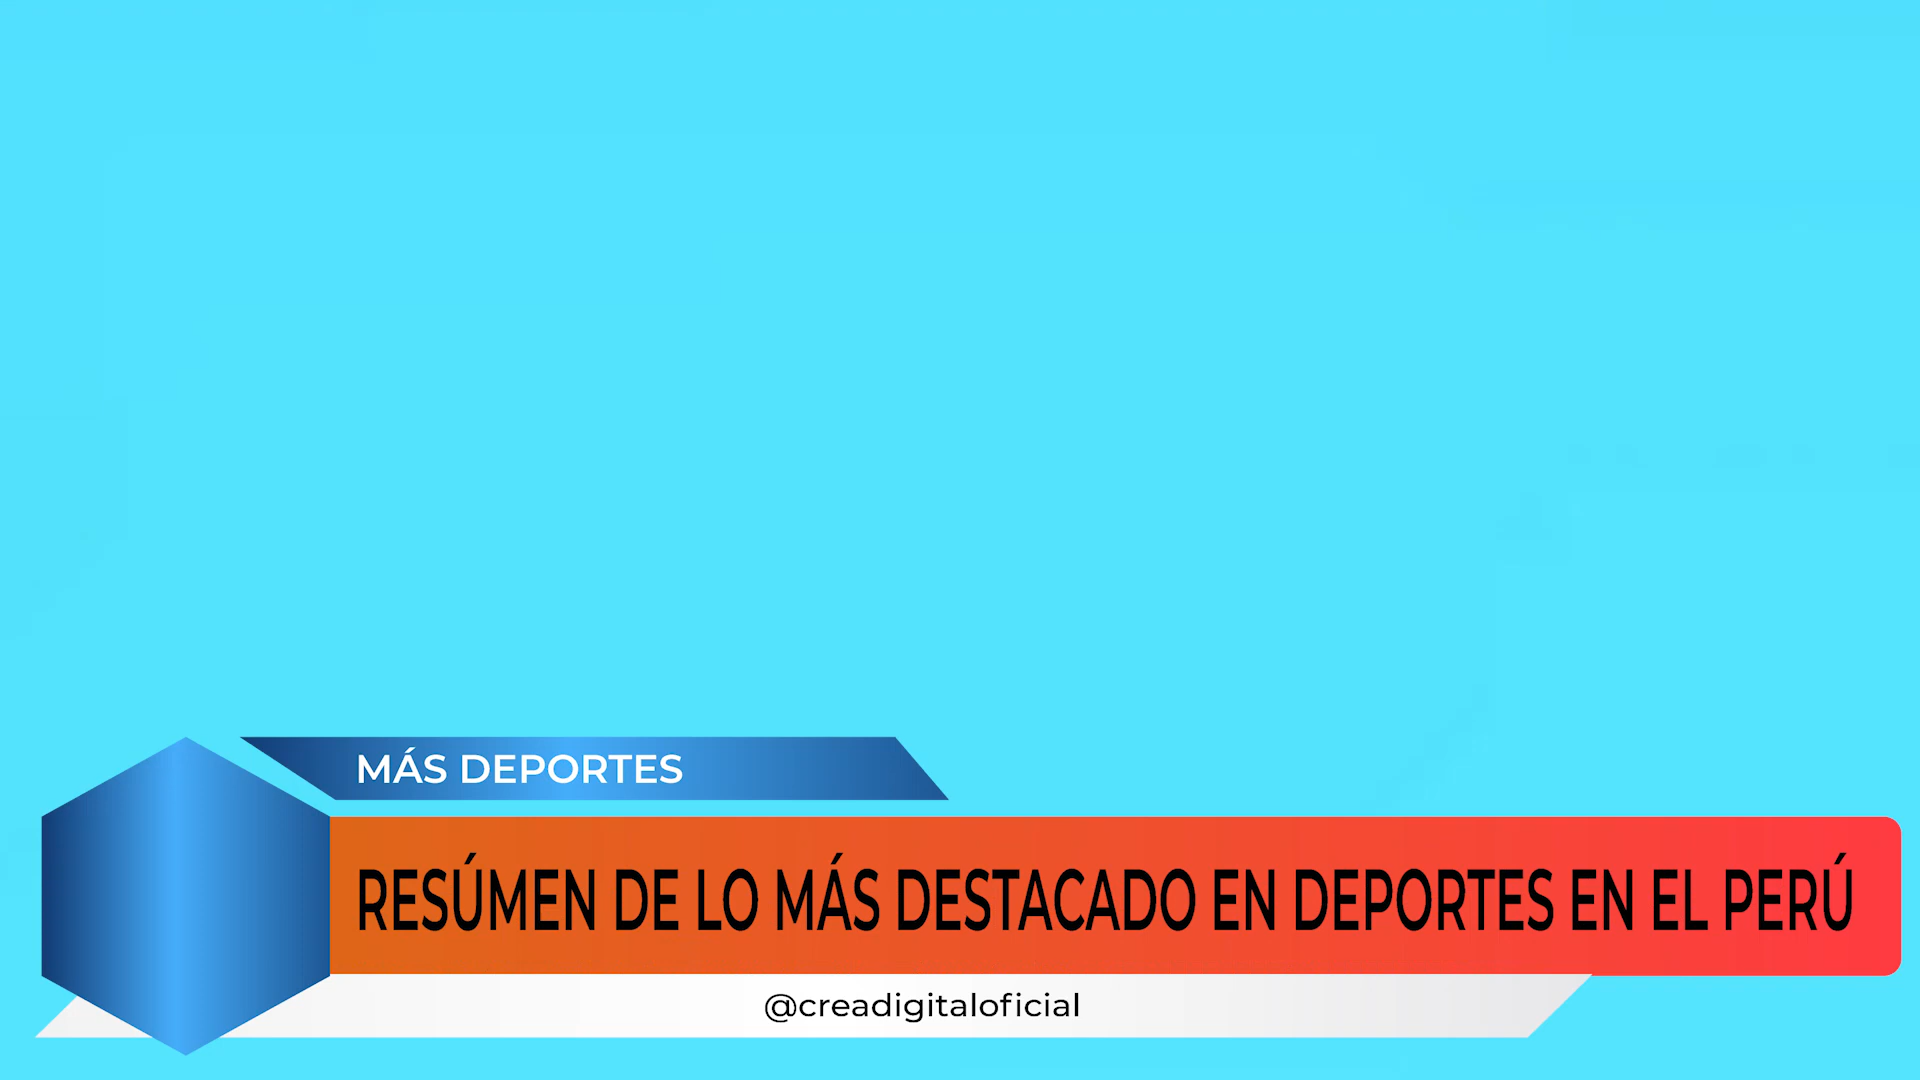 MÁS DEPORTES
RESÚMEN DE LO MÁS DESTACADO EN DEPORTES EN EL PERÚ
@creadigitaloficial